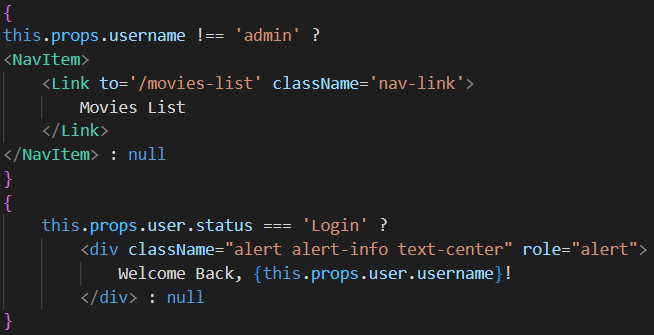 {
this.props.username !== 'admin' ?
<NavItem>
    <Link to='/movies-list' className='nav-link'>
        Movies List
    </Link>
</NavItem> : null
}
{
    this.props.user.status === 'Login' ?
        <div className="alert alert-info text-center" role="alert">
            Welcome Back, {this.props.user.username}!
        </div> : null
}